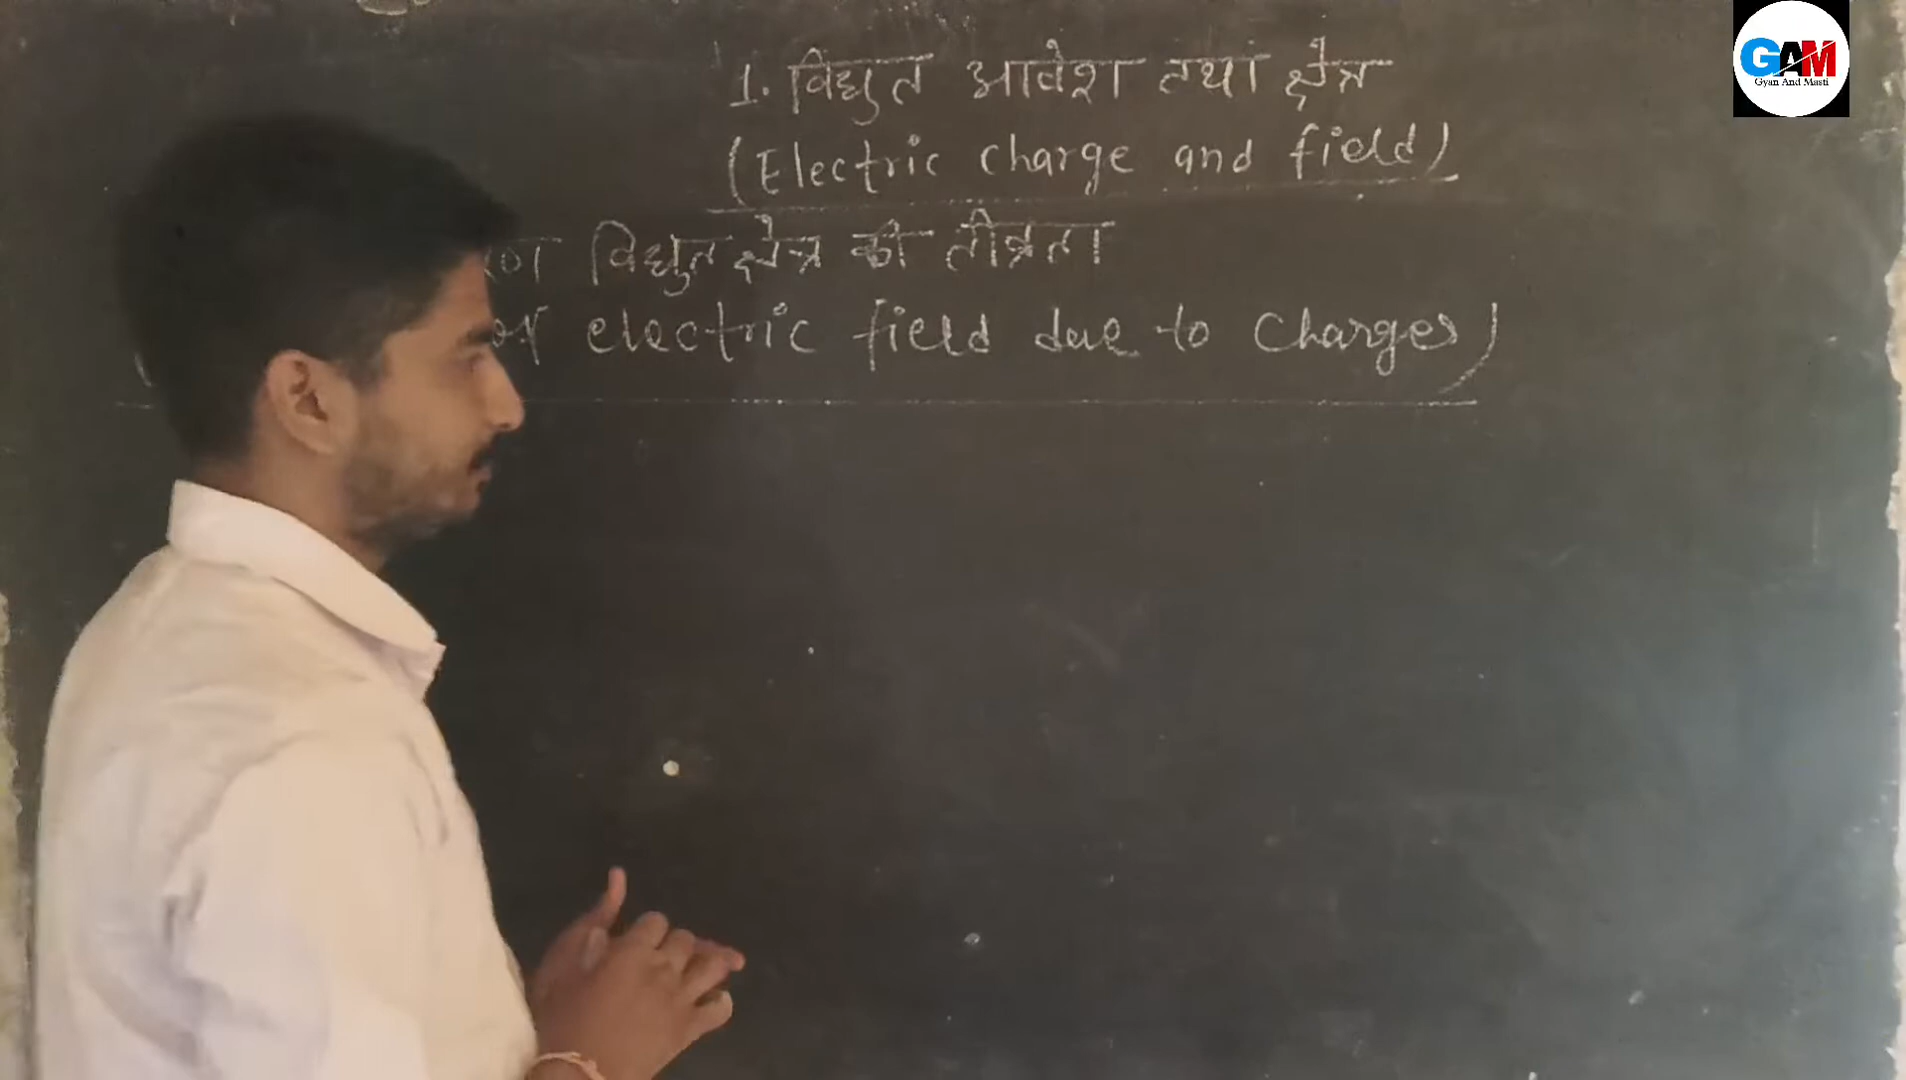 1. विद्युत आवेश तथा क्षेत्र
(Electric charge and field)
विद्युत क्षेत्र की तीव्रता
of electric field due to Charges)
GAM
Gyan And Masti